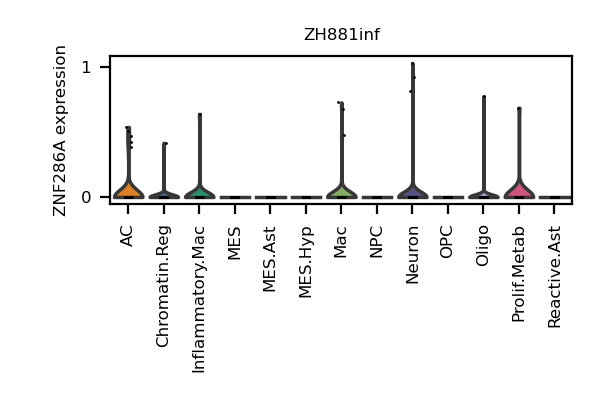 ZH881inf
ZNF286A expression
1
0
AC
Chromatin.Reg
Inflammatory.Mac
MES
MES.Ast
MES.Hyp
Mac
NPC
Neuron
OPC
Oligo
Prolif.Metab
Reactive.Ast